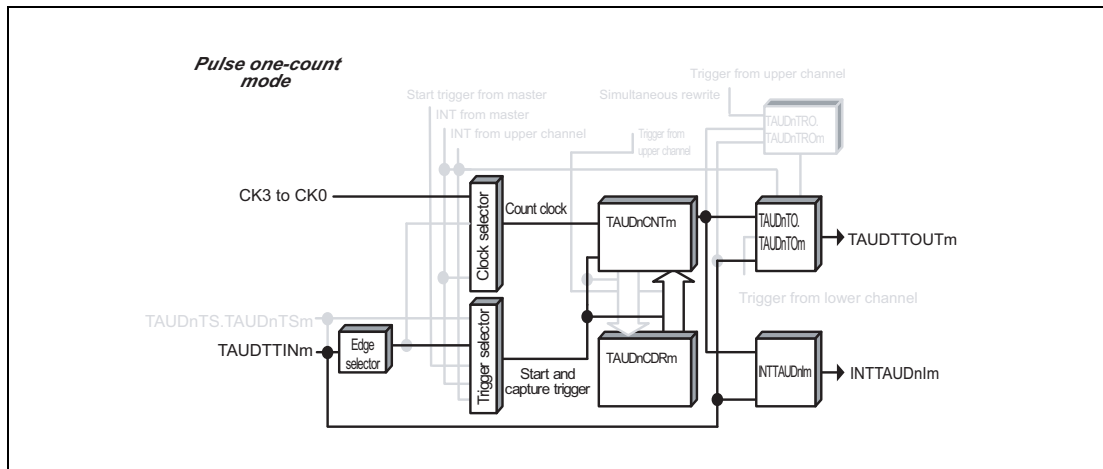 Pulse one-count
mode
Trigger from upper channel
Start trigger from master
Simultaneous rewrite
INT from master
INT from upper channel
Trigger from
upper channel
TAUDnTRO.
TAUDnTROm
CK3 to CK0
Clock selector
Count clock
TAUDnCNTm
TAUDnTO.
TAUDnTOm
TAUDTTOUTm
Trigger from lower channel
TAUDnTS.TAUDnTSm
TAUDTTINm
Edge
selector
Trigger selector
Start and
capture trigger
TAUDnCDRm
INTTAUDnIm
INTTAUDnIm